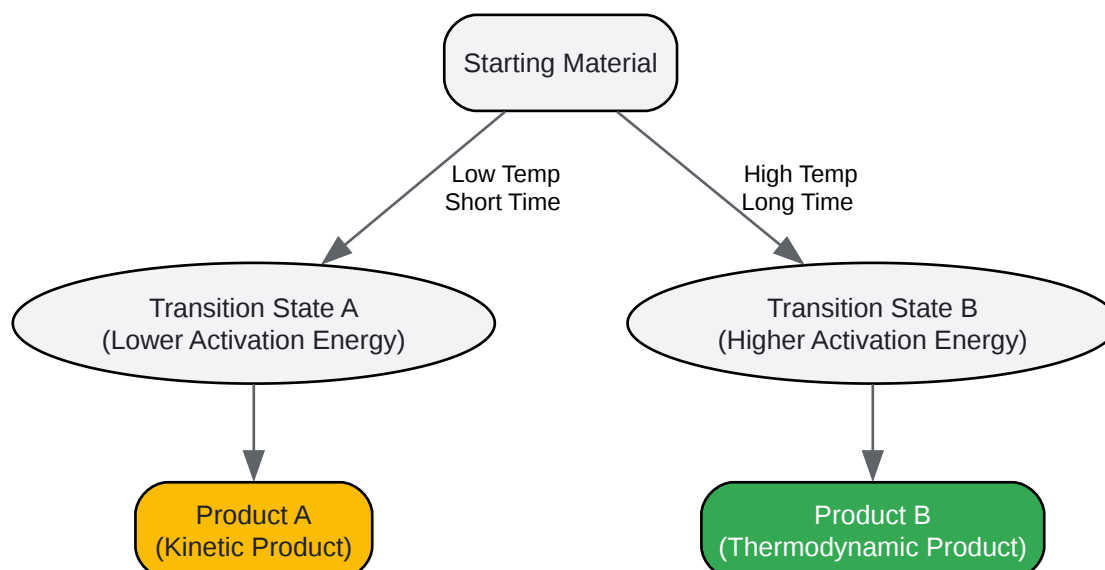 Starting Material
Low Temp
Short Time
High Temp
Long Time
Transition State A
(Lower Activation Energy)
Transition State B
(Higher Activation Energy)
Product A
(Kinetic Product)
Product B
(Thermodynamic Product)